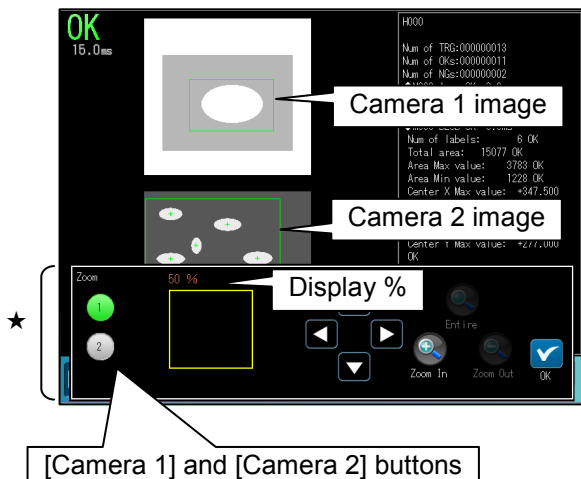 OK
15.0ms
H000
Num of TRG:000000013
Num of OKs:000000011
Num of NGs:000000002
Camera 1 image
Num of labels: 6 OK
Total area: 15077 OK
Area Max value: 3783 OK
Area Min value: 1228 OK
Center X Max value: +347.500
Camera 2 image
Center Y Max value: +277.000
OK
Zoom
50 %
Display %
1
2
Entire
Zoom In
Zoom Out
OK
★
[Camera 1] and [Camera 2] buttons